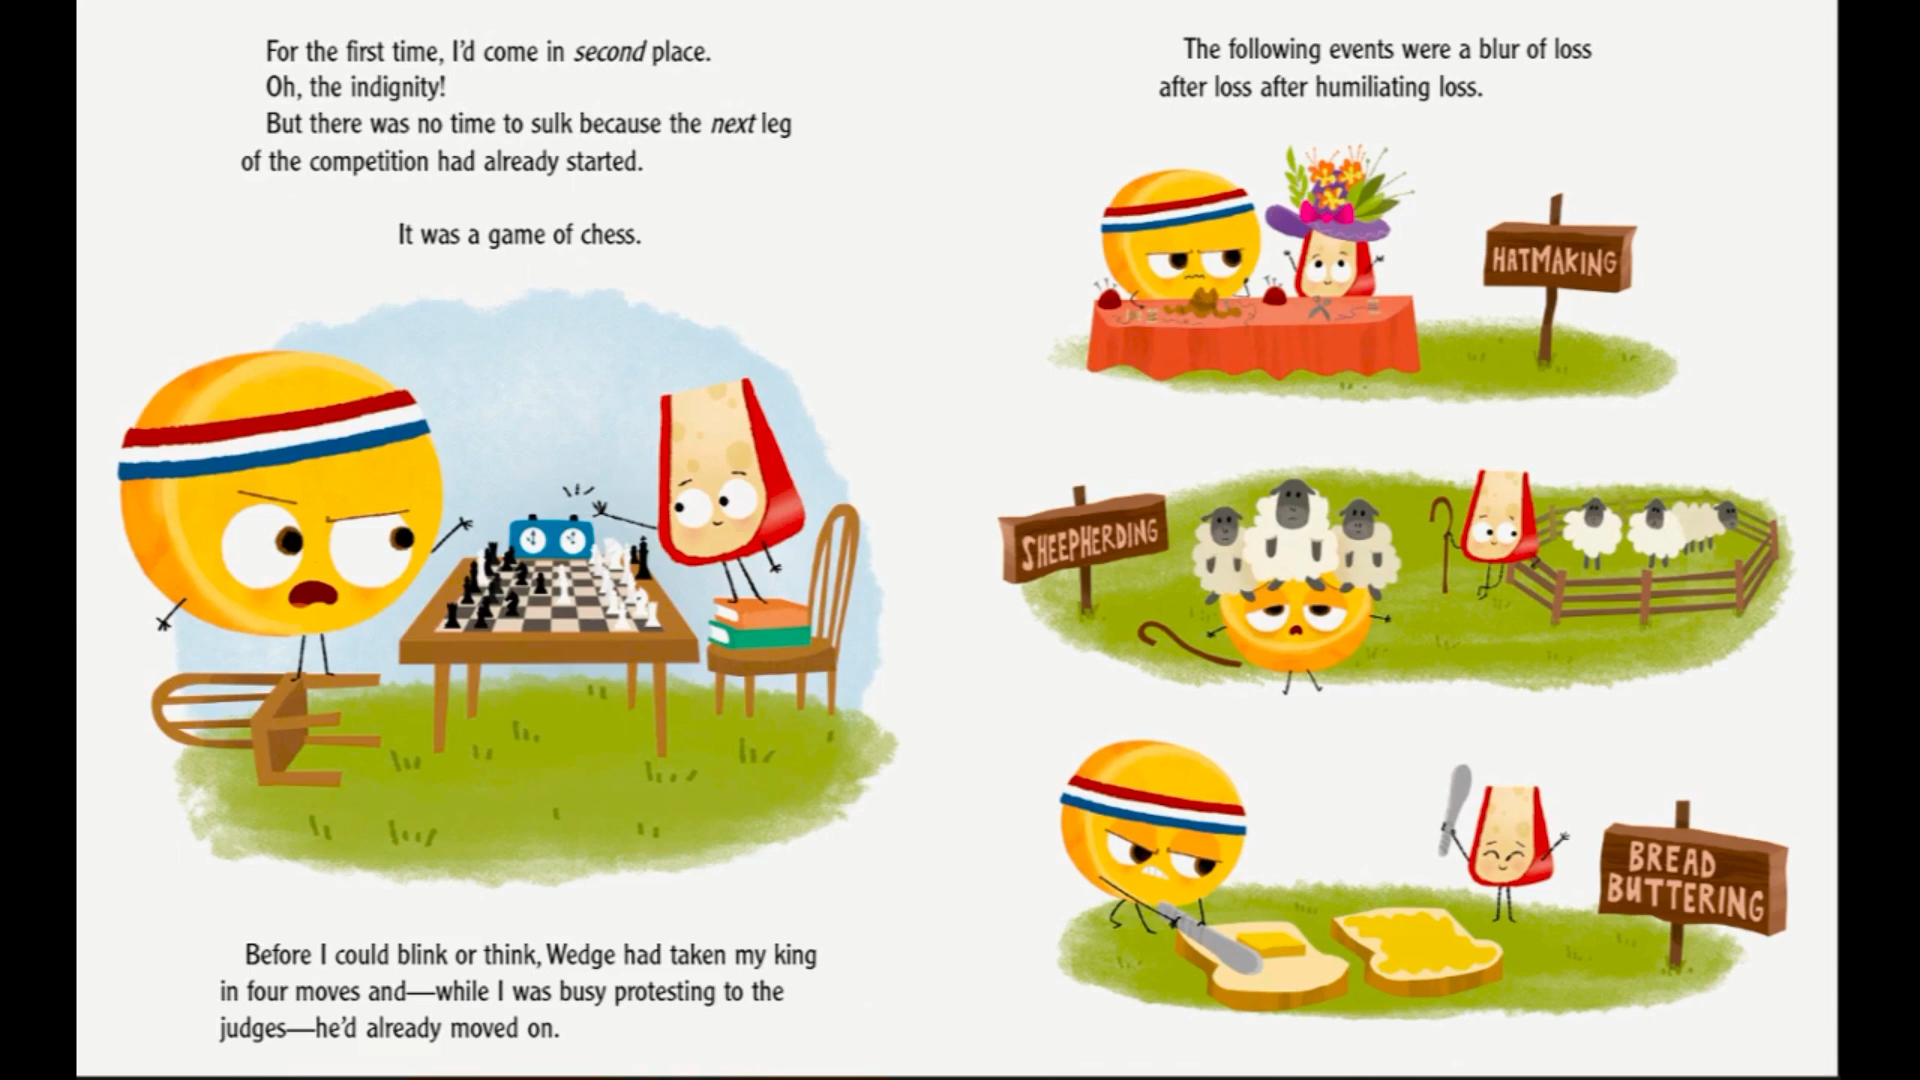 For the first time, I'd come in second place.
Oh, the indignity!
But there was no time to sulk because the next leg
of the competition had already started.
It was a game of chess.
Before I could blink or think, Wedge had taken my king
in four moves and—while I was busy protesting to the
judges—he'd already moved on.
The following events were a blur of loss
after loss after humiliating loss.
HATMAKING
SHEEPHERDING
BREAD
BUTTERING